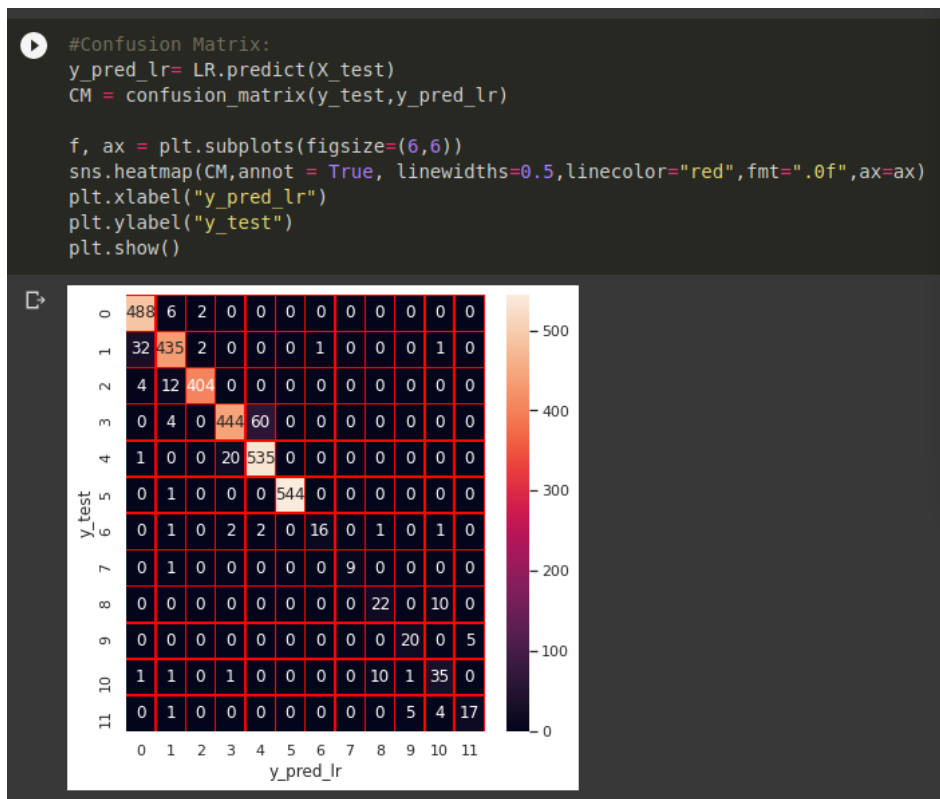 #Confusion Matrix:
y_pred_lr= LR.predict(X_test)
CM = confusion_matrix(y_test,y_pred_lr)
f, ax = plt.subplots(figsize=(6,6))
sns.heatmap(CM,annot = True, linewidths=0.5,linecolor="red",fmt=".0f",ax=ax)
plt.xlabel("y_pred_lr")
plt.ylabel("y_test")
plt.show()
0 488 6 2 0 0 0 0 0 0 0 0 0
1 32 435 2 0 0 0 1 0 0 0 1 0
2 4 12 404 0 0 0 0 0 0 0 0 0
3 0 4 0 444 60 0 0 0 0 0 0 0
4 1 0 0 20 535 0 0 0 0 0 0 0
5 0 1 0 0 0 544 0 0 0 0 0 0
6 0 1 0 2 2 0 16 0 1 0 1 0
7 0 1 0 0 0 0 0 9 0 0 0 0
8 0 0 0 0 0 0 0 0 22 0 10 0
9 0 0 0 0 0 0 0 0 0 20 0 5
10 1 1 0 1 0 0 0 0 10 1 35 0
11 0 1 0 0 0 0 0 0 0 5 4 17
0 1 2 3 4 5 6 7 8 9 10 11
y_pred_lr
y_test
500
400
300
200
100
0